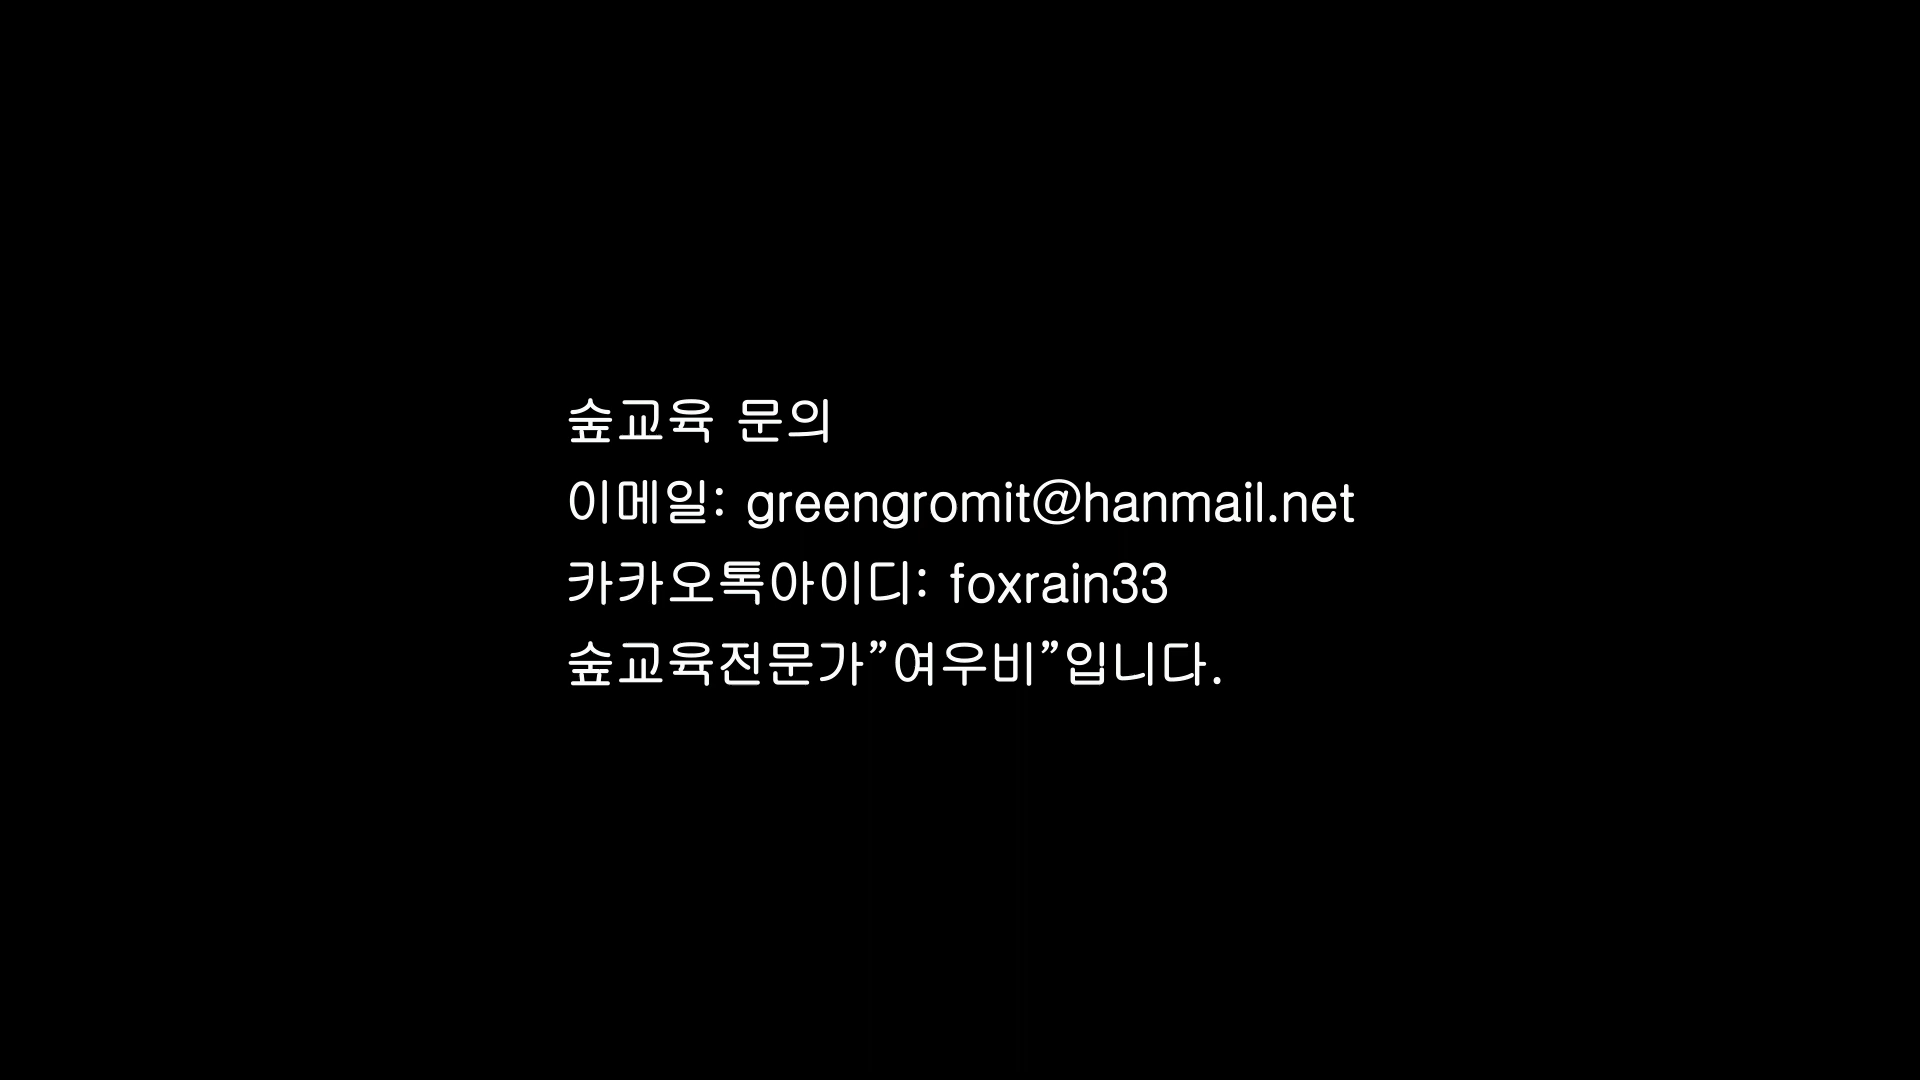 숲교육 문의
이메일: greengromit@hanmail.net
카카오톡아이디: foxrain33
숲교육전문가”여우비”입니다.